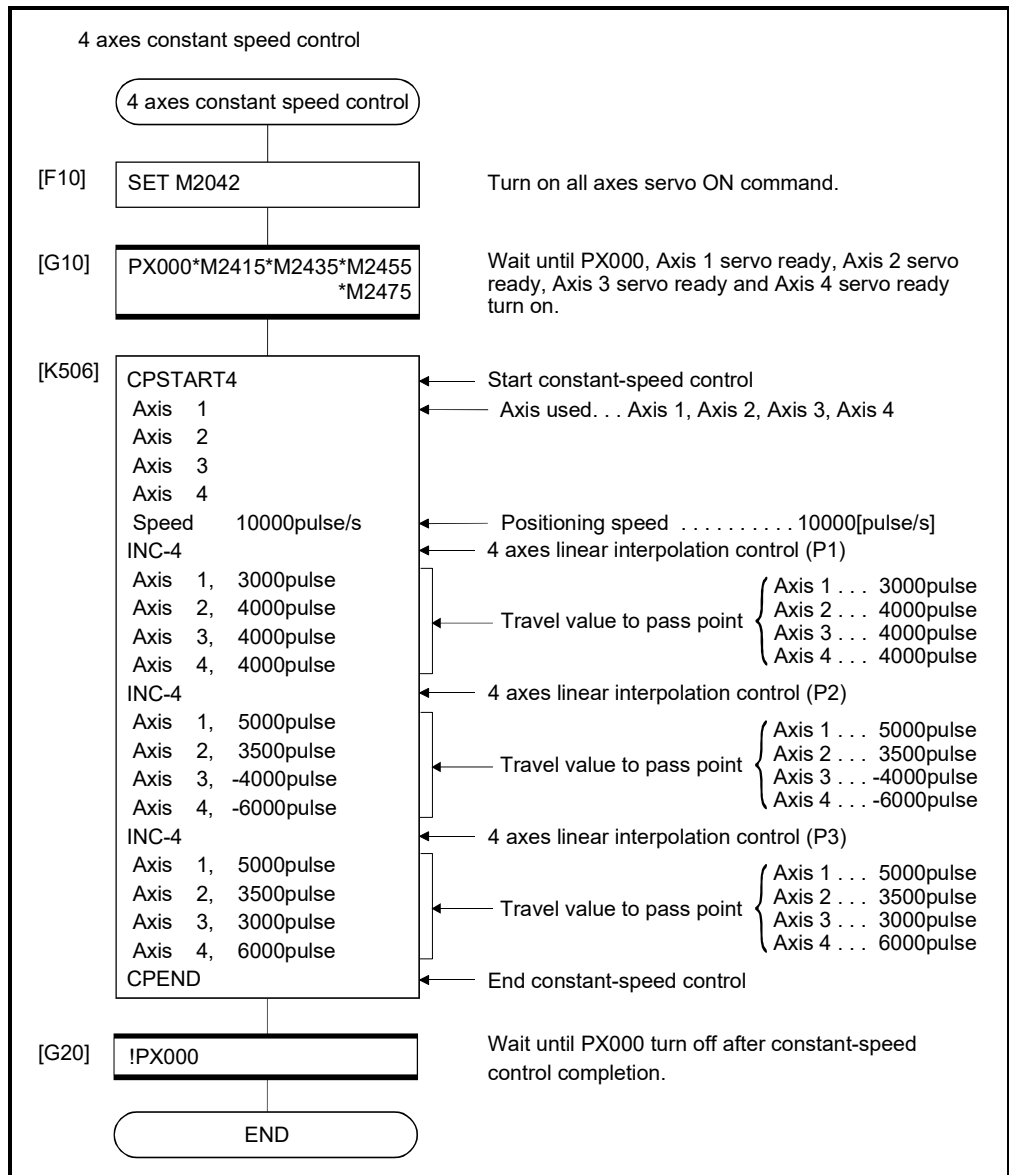 4 axes constant speed control
4 axes constant speed control
[F10] SET M2042 Turn on all axes servo ON command.
[G10] PX000*M2415*M2435*M2455 Wait until PX000, Axis 1 servo ready, Axis 2 servo
*M2475 ready, Axis 3 servo ready and Axis 4 servo ready
turn on.
[K506] CPSTART4 Start constant-speed control
Axis 1 Axis used. . . Axis 1, Axis 2, Axis 3, Axis 4
Axis 2
Axis 3
Axis 4
Speed 10000pulse/s Positioning speed . . . . . . . . . . 10000[pulse/s]
INC-4 4 axes linear interpolation control (P1)
Axis 1, 3000pulse Axis 1 . . . 3000pulse
Axis 2, 4000pulse Travel value to pass point Axis 2 . . . 4000pulse
Axis 3, 4000pulse Axis 3 . . . 4000pulse
Axis 4, 4000pulse Axis 4 . . . 4000pulse
INC-4 4 axes linear interpolation control (P2)
Axis 1, 5000pulse Axis 1 . . . 5000pulse
Axis 2, 3500pulse Travel value to pass point Axis 2 . . . 3500pulse
Axis 3, -4000pulse Axis 3 . . . -4000pulse
Axis 4, -6000pulse Axis 4 . . . -6000pulse
INC-4 4 axes linear interpolation control (P3)
Axis 1, 5000pulse Axis 1 . . . 5000pulse
Axis 2, 3500pulse Travel value to pass point Axis 2 . . . 3500pulse
Axis 3, 3000pulse Axis 3 . . . 3000pulse
Axis 4, 6000pulse Axis 4 . . . 6000pulse
CPEND End constant-speed control
[G20] !PX000 Wait until PX000 turn off after constant-speed
control completion.
END